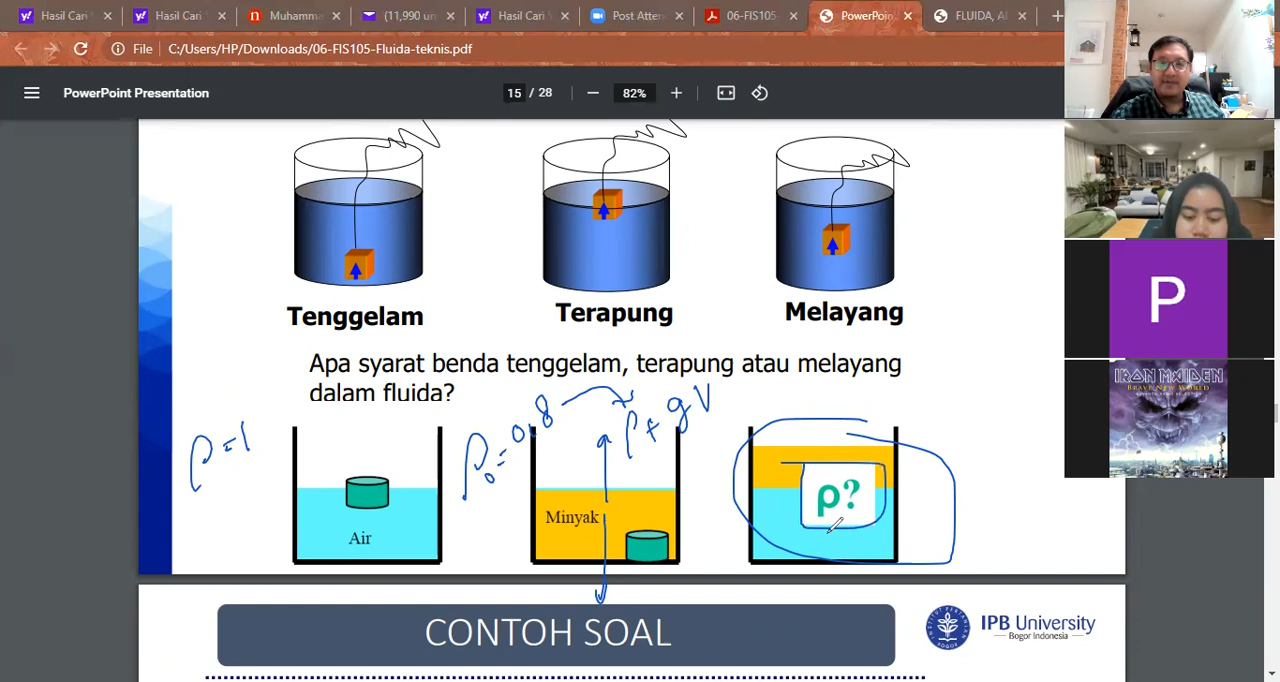 Hasil Cari
Hasil Cari V
Muhamma
(11,990 un
Hasil Cari V
Post Atten
06-FIS105-
PowerPoin
FLUIDA, A
File
C:/Users/HP/Downloads/06-FIS105-Fluida-teknis.pdf
PowerPoint Presentation
15 / 28
82%
Tenggelam
Terapung
Melayang
Apa syarat benda tenggelam, terapung atau melayang
dalam fluida?
ρ=1
ρ₀=0,8
ρf gV
Air
Minyak
ρ?
P
IRON MAIDEN
BRAVE NEW WORLD
CONTOH SOAL
IPB University
Bogor Indonesia